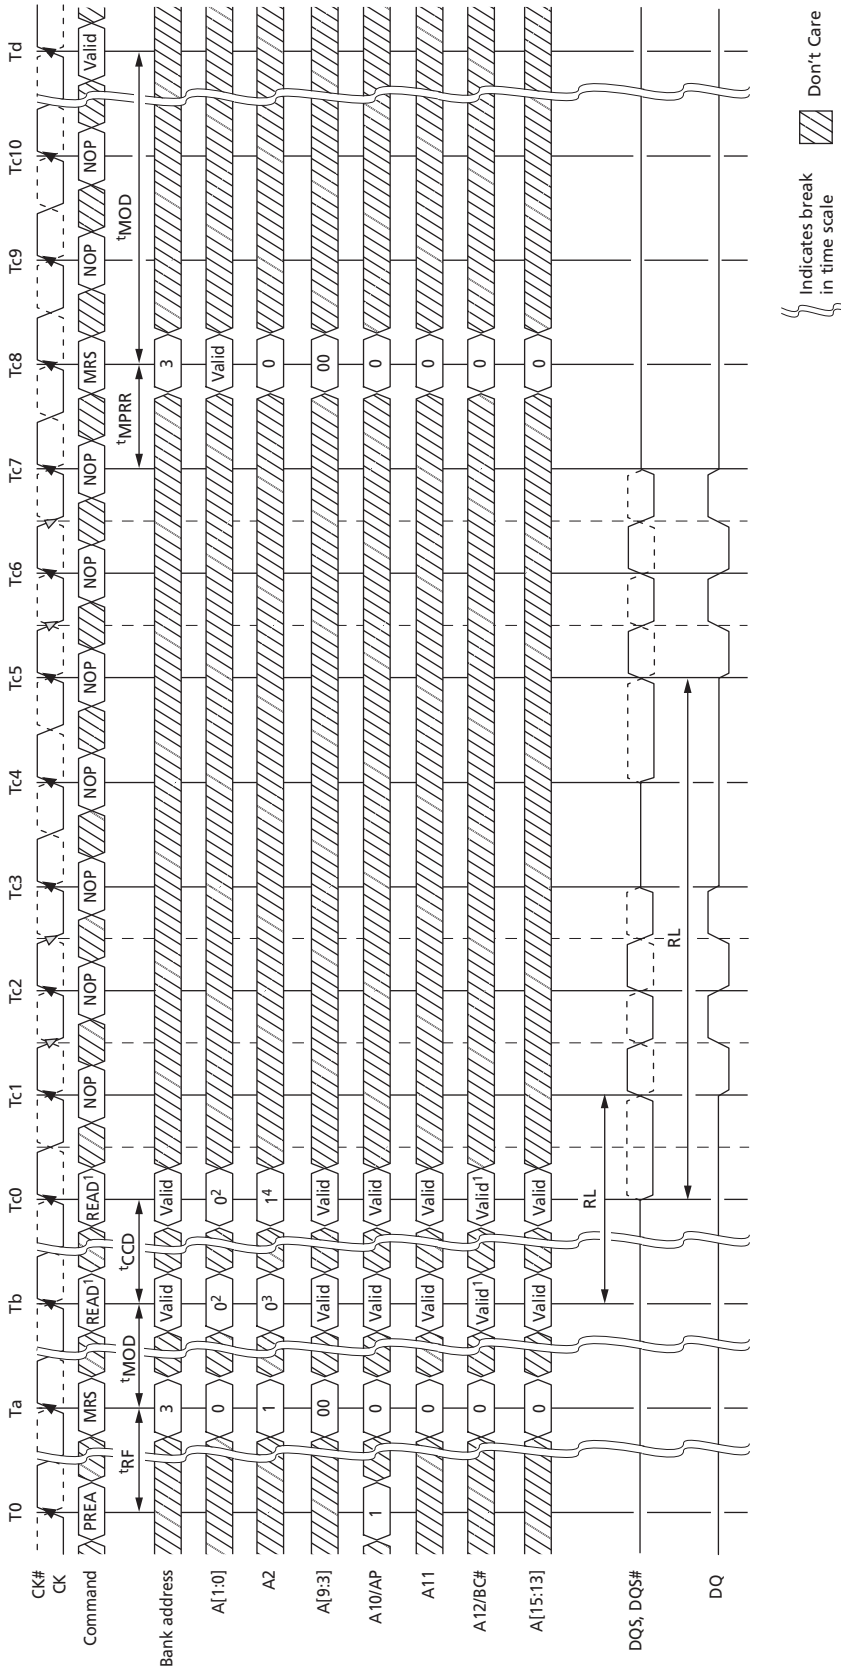 T0 Ta Tb Tc0 Tc1 Tc2 Tc3 Tc4 Tc5 Tc6 Tc7 Tc8 Tc9 Tc10 Td
CK#
CK
Command PREA MRS READ¹ READ¹ NOP NOP NOP NOP NOP NOP NOP MRS NOP NOP Valid
tRF tMOD tCCD tMPRR tMOD
Bank address 3 Valid Valid 3
A[1:0] 0 0² 0² Valid
A2 1 0³ 1⁴ 0
A[9:3] 00 Valid Valid 00
A10/AP 1 0 Valid Valid 0
A11 0 Valid Valid 0
A12/BC# 0 Valid¹ Valid¹ 0
A[15:13] 0 Valid Valid 0
RL
DQS, DQS#
RL
DQ
Indicates break
in time scale
Don't Care